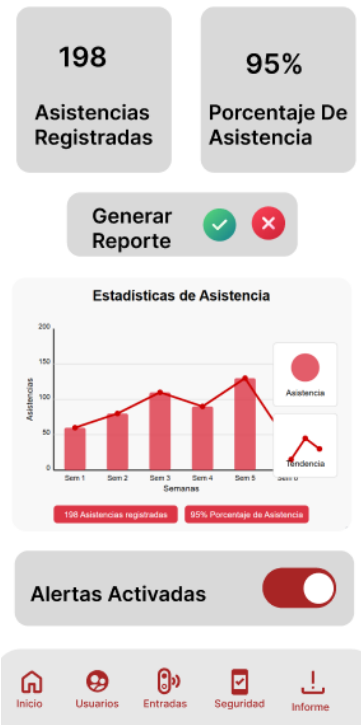 198
Asistencias
Registradas
95%
Porcentaje De
Asistencia
Generar
Reporte
Estadisticas de Asistencia
200
150
100
50
0
Asistencias
Sem 1
Sem 2
Sem 3
Sem 4
Sem 5
Sem 6
Semanas
Asistencia
Tendencia
198 Asistencias registradas
95% Porcentaje de Asistencia
Alertas Activadas
Inicio
Usuarios
Entradas
Seguridad
Informe